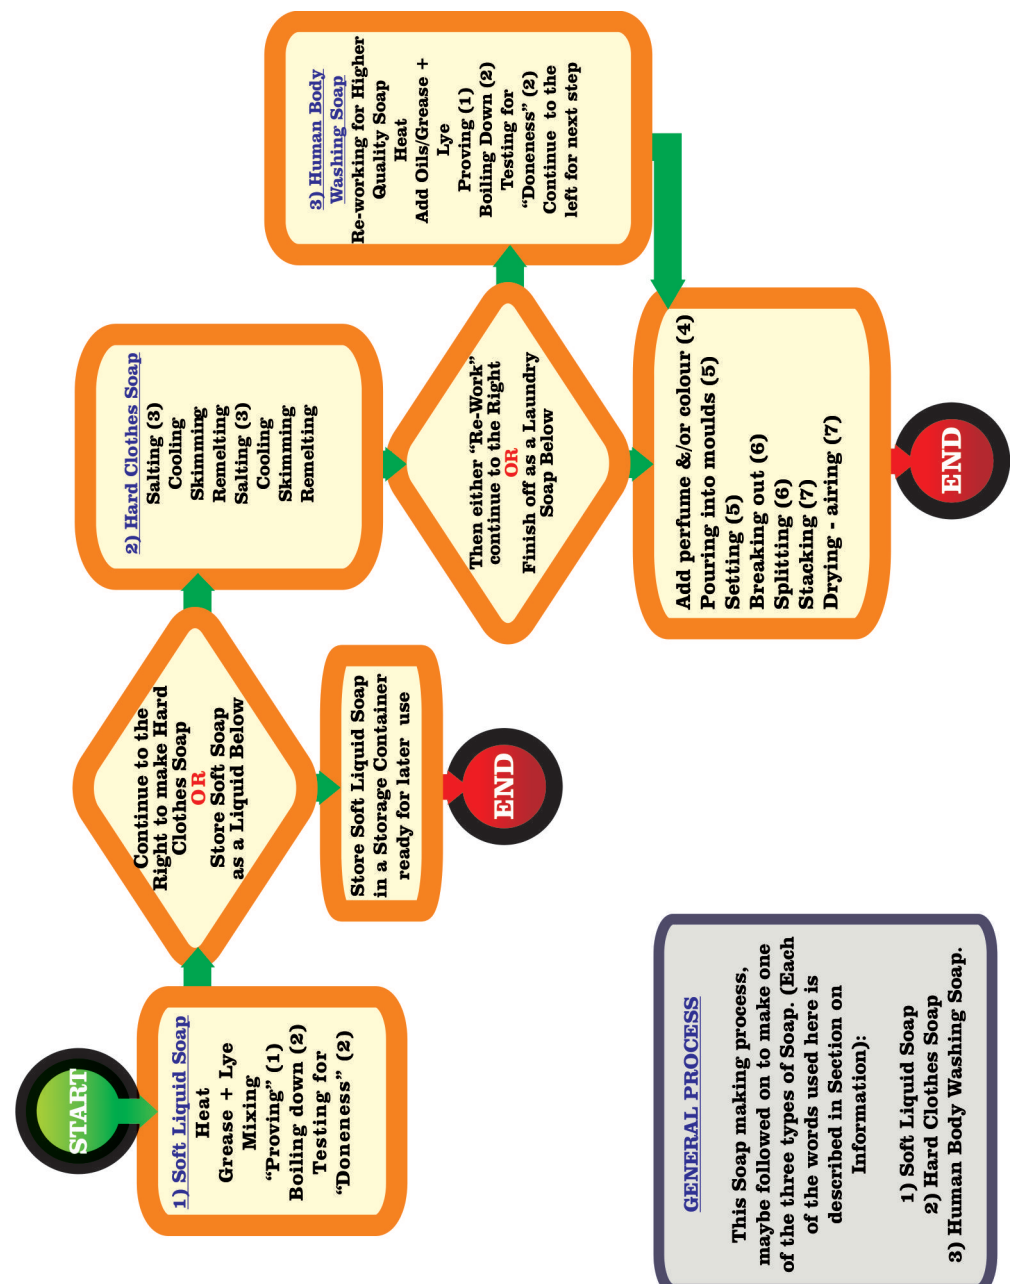 START
1) Soft Liquid Soap
Heat
Grease + Lye
Mixing
“Proving” (1)
Boiling down (2)
Testing for
“Doneness” (2)
Continue to the
Right to make Hard
Clothes Soap
OR
Store Soft Soap
as a Liquid Below
Store Soft Liquid Soap
in a Storage Container
ready for later use
END
2) Hard Clothes Soap
Salting (3)
Cooling
Skimming
Remelting
Salting (3)
Cooling
Skimming
Remelting
Then either “Re-Work”
continue to the Right
OR
Finish off as a Laundry
Soap Below
3) Human Body
Washing Soap
Re-working for Higher
Quality Soap
Heat
Add Oils/Grease +
Lye
Proving (1)
Boiling Down (2)
Testing for
“Doneness” (2)
Continue to the
left for next step
Add perfume &/or colour (4)
Pouring into moulds (5)
Setting (5)
Breaking out (6)
Splitting (6)
Stacking (7)
Drying - airing (7)
END
GENERAL PROCESS
This Soap making process,
maybe followed on to make one
of the three types of Soap. (Each
of the words used here is
described in Section on
Information):
1) Soft Liquid Soap
2) Hard Clothes Soap
3) Human Body Washing Soap.